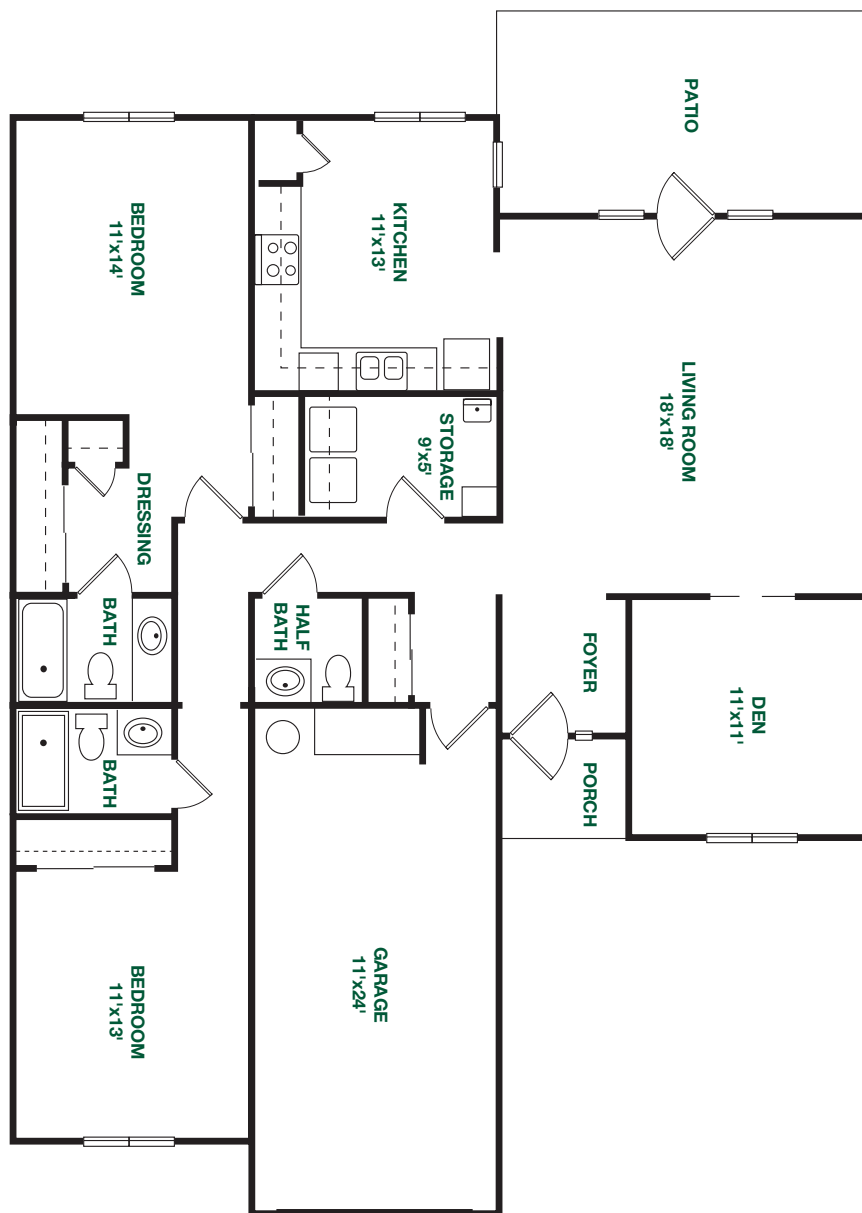 PATIO
BEDROOM
11'x14'
KITCHEN
11'x13'
LIVING ROOM
18'x18'
STORAGE
9'x5'
DRESSING
BATH
HALF
BATH
FOYER
DEN
11'x11'
BATH
PORCH
BEDROOM
11'x13'
GARAGE
11'x24'